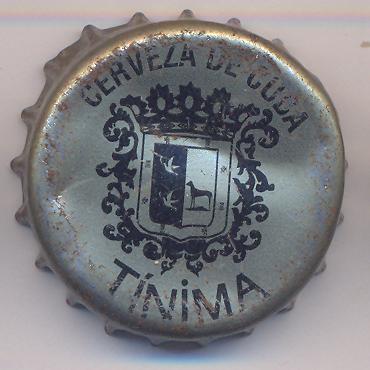 CERVEZA DE CUBA
TÍNIMA